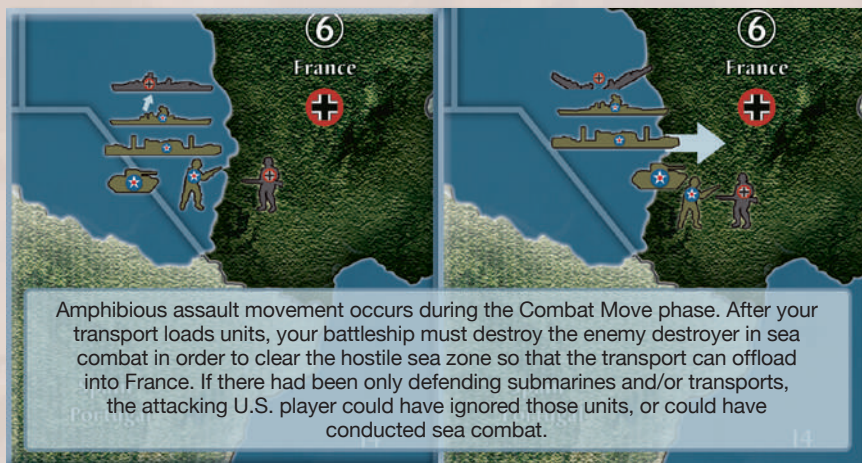 6
France
6
France
Amphibious assault movement occurs during the Combat Move phase. After your
transport loads units, your battleship must destroy the enemy destroyer in sea
combat in order to clear the hostile sea zone so that the transport can offload
into France. If there had been only defending submarines and/or transports,
the attacking U.S. player could have ignored those units, or could have
conducted sea combat.
14